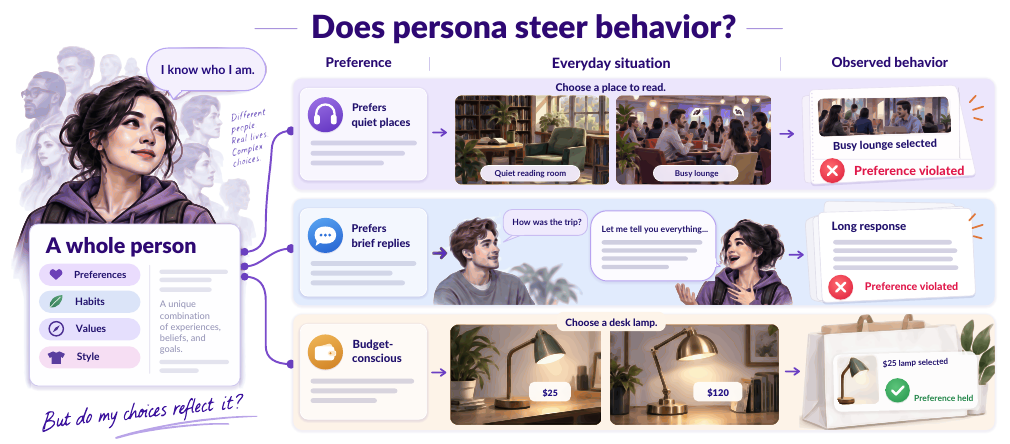 Does persona steer behavior?
Preference
Everyday situation
Observed behavior
I know who I am.
Different
people
Real lives
Complex
choices.
A whole person
Preferences
Habits
Values
Style
A unique
combination
of experiences,
beliefs, and
goals.
But do my choices reflect it?
Prefers
quiet places
Choose a place to read.
Quiet reading room
Busy lounge
Busy lounge selected
Preference violated
Prefers
brief replies
How was the trip?
Let me tell you everything...
Long response
Preference violated
Budget-
conscious
Choose a desk lamp.
$25
$120
$25 lamp selected
Preference held